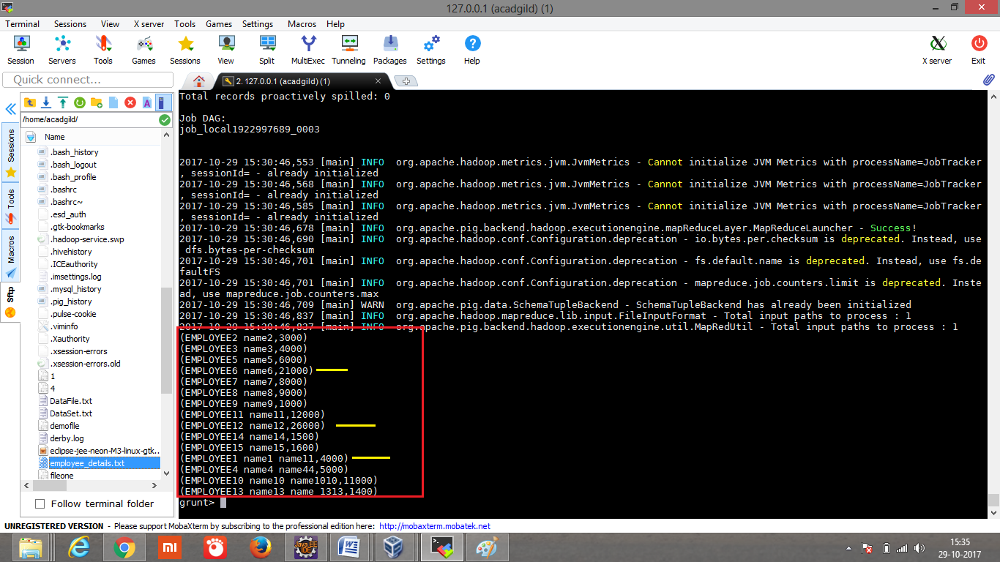 127.0.0.1 (acadgild) (1)
Terminal Sessions View X server Tools Games Settings Macros Help
Session Servers Tools Games Sessions View Split MultiExec Tunneling Packages Settings Help X server Exit
Quick connect...
2. 127.0.0.1 (acadgild) (1)
/home/acadgild/
Name
.bash_history
.bash_logout
.bash_profile
.bashrc
.bashrc~
.esd_auth
.gtk-bookmarks
.hadoop-service.swp
.hivehistory
.ICEauthority
.imsettings.log
.mysql_history
.pig_history
.pulse-cookie
.viminfo
.Xauthority
.xsession-errors
.xsession-errors.old
1
4
DataFile.txt
DataSet.txt
demofile
derby.log
eclipse-jee-neon-M3-linux-gtk...
employee_details.txt
fileone
Follow terminal folder
Sessions
Tools
Macros
Sftp
Total records proactively spilled: 0
Job DAG:
job_local1922997689_0003
2017-10-29 15:30:46,553 [main] INFO  org.apache.hadoop.metrics.jvm.JvmMetrics - Cannot initialize JVM Metrics with processName=JobTracker
, sessionId= - already initialized
2017-10-29 15:30:46,568 [main] INFO  org.apache.hadoop.metrics.jvm.JvmMetrics - Cannot initialize JVM Metrics with processName=JobTracker
, sessionId= - already initialized
2017-10-29 15:30:46,585 [main] INFO  org.apache.hadoop.metrics.jvm.JvmMetrics - Cannot initialize JVM Metrics with processName=JobTracker
, sessionId= - already initialized
2017-10-29 15:30:46,678 [main] INFO  org.apache.pig.backend.hadoop.executionengine.mapReduceLayer.MapReduceLauncher - Success!
2017-10-29 15:30:46,690 [main] INFO  org.apache.hadoop.conf.Configuration.deprecation - io.bytes.per.checksum is deprecated. Instead, use
dfs.bytes-per-checksum
2017-10-29 15:30:46,701 [main] INFO  org.apache.hadoop.conf.Configuration.deprecation - fs.default.name is deprecated. Instead, use fs.de
faultFS
2017-10-29 15:30:46,701 [main] INFO  org.apache.hadoop.conf.Configuration.deprecation - mapreduce.job.counters.limit is deprecated. Inste
ad, use mapreduce.job.counters.max
2017-10-29 15:30:46,709 [main] WARN  org.apache.pig.data.SchemaTupleBackend - SchemaTupleBackend has already been initialized
2017-10-29 15:30:46,837 [main] INFO  org.apache.hadoop.mapreduce.lib.input.FileInputFormat - Total input paths to process : 1
2017-10-29 15:30:46,837 [main] INFO  org.apache.pig.backend.hadoop.executionengine.util.MapRedUtil - Total input paths to process : 1
(EMPLOYEE2 name2,3000)
(EMPLOYEE3 name3,4000)
(EMPLOYEE5 name5,6000)
(EMPLOYEE6 name6,21000)
(EMPLOYEE7 name7,8000)
(EMPLOYEE8 name8,9000)
(EMPLOYEE9 name9,1000)
(EMPLOYEE11 name11,12000)
(EMPLOYEE12 name12,26000)
(EMPLOYEE14 name14,1500)
(EMPLOYEE15 name15,1600)
(EMPLOYEE1 name1 name11,4000)
(EMPLOYEE4 name4 name44,5000)
(EMPLOYEE10 name10 name1010,11000)
(EMPLOYEE13 name13 name 1313,1400)
grunt>
UNREGISTERED VERSION - Please support MobaXterm by subscribing to the professional edition here: http://mobaxterm.mobatek.net
mi
Java EE
IDE
15:35
29-10-2017